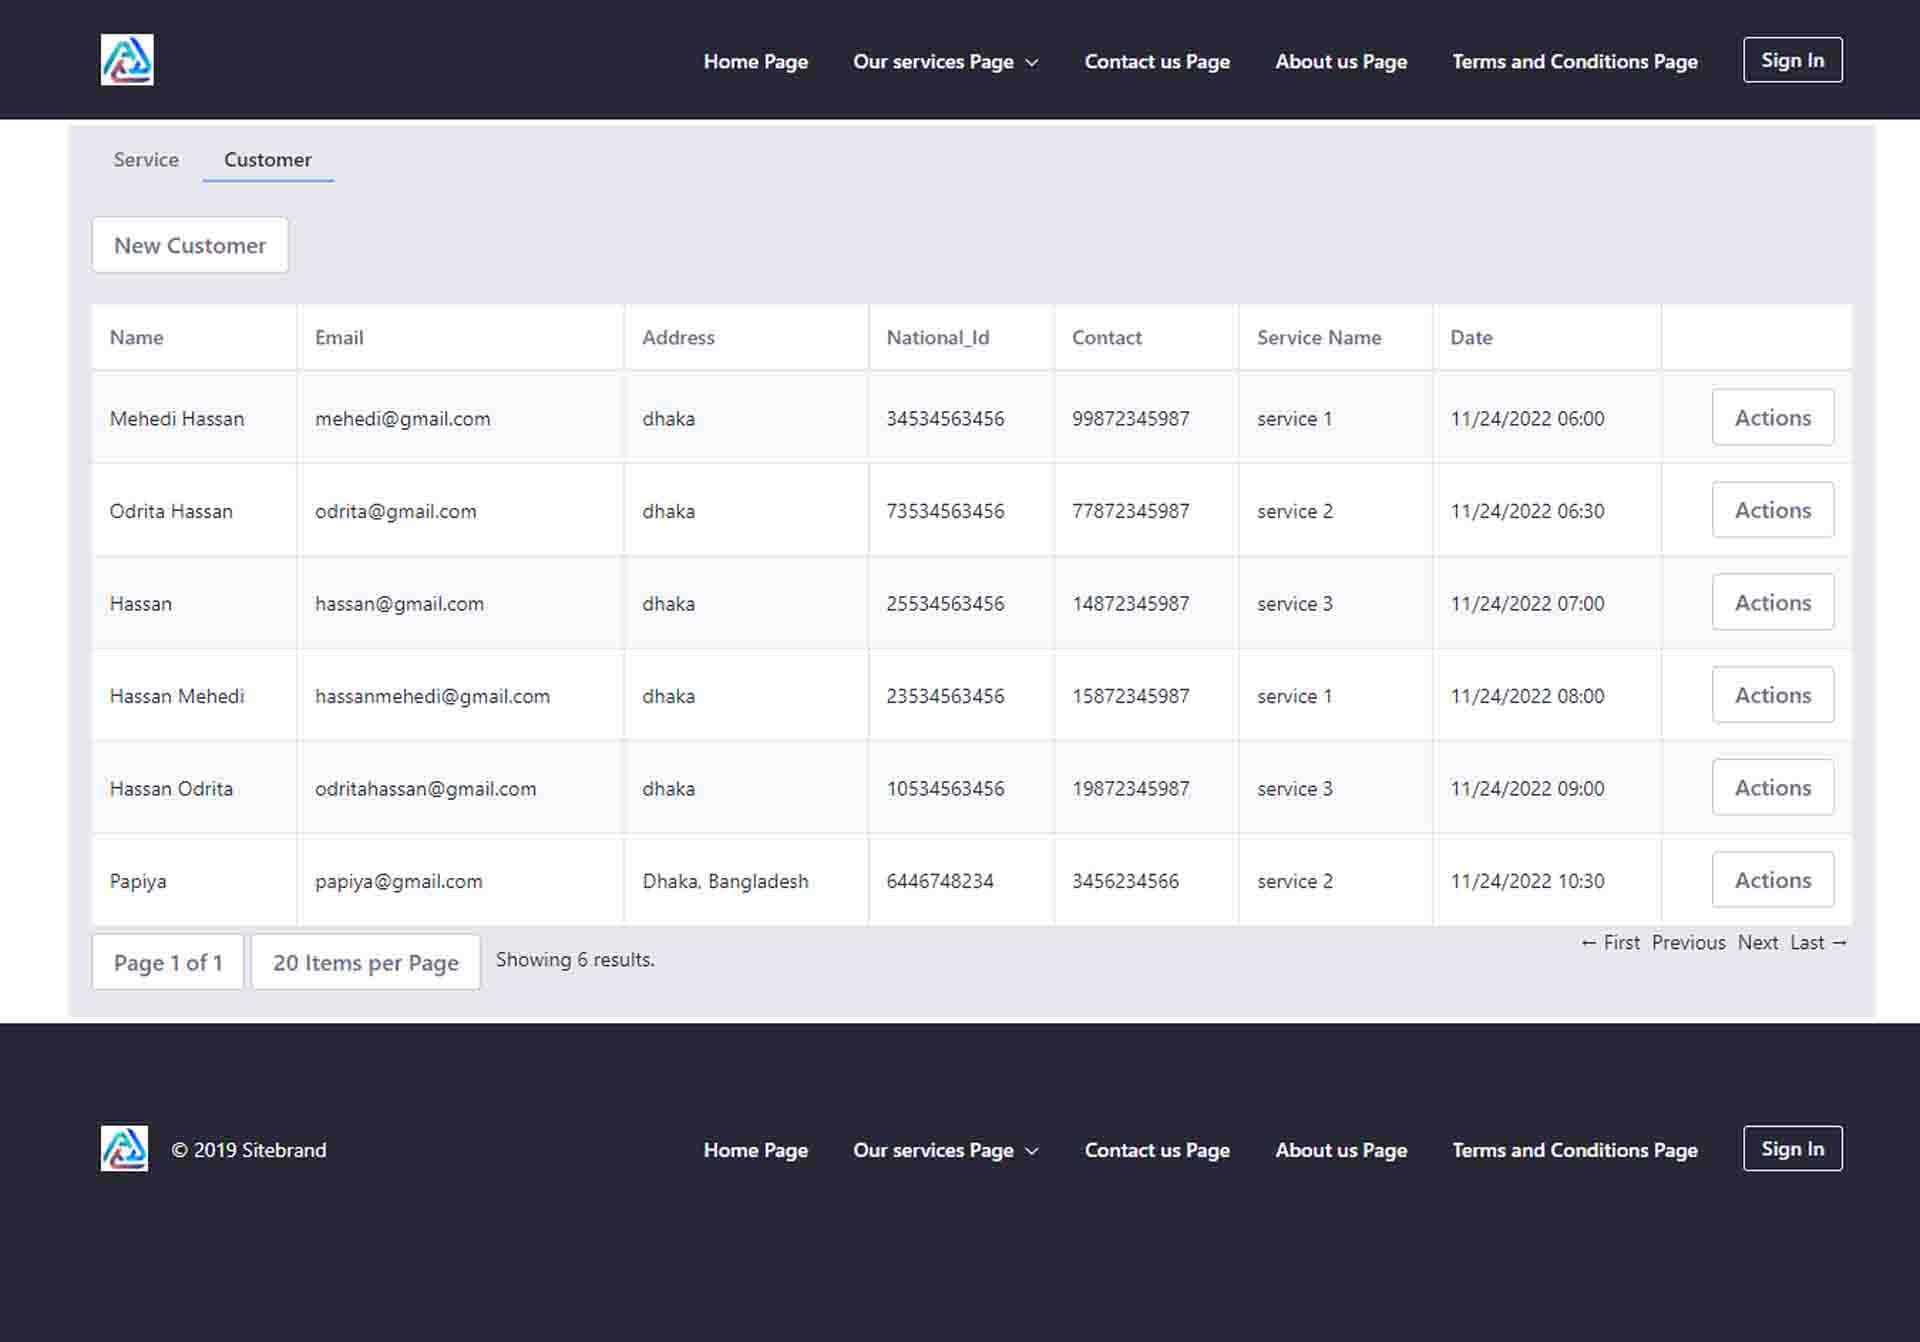 Home Page Our services Page Contact us Page About us Page Terms and Conditions Page Sign In
Service Customer
New Customer
Name Email Address National_Id Contact Service Name Date
Mehedi Hassan mehedi@gmail.com dhaka 34534563456 99872345987 service 1 11/24/2022 06:00 Actions
Odrita Hassan odrita@gmail.com dhaka 73534563456 77872345987 service 2 11/24/2022 06:30 Actions
Hassan hassan@gmail.com dhaka 25534563456 14872345987 service 3 11/24/2022 07:00 Actions
Hassan Mehedi hassanmehedi@gmail.com dhaka 23534563456 15872345987 service 1 11/24/2022 08:00 Actions
Hassan Odrita odritahassan@gmail.com dhaka 10534563456 19872345987 service 3 11/24/2022 09:00 Actions
Papiya papiya@gmail.com Dhaka, Bangladesh 6446748234 3456234566 service 2 11/24/2022 10:30 Actions
Page 1 of 1 20 Items per Page Showing 6 results. ← First Previous Next Last →
© 2019 Sitebrand Home Page Our services Page Contact us Page About us Page Terms and Conditions Page Sign In